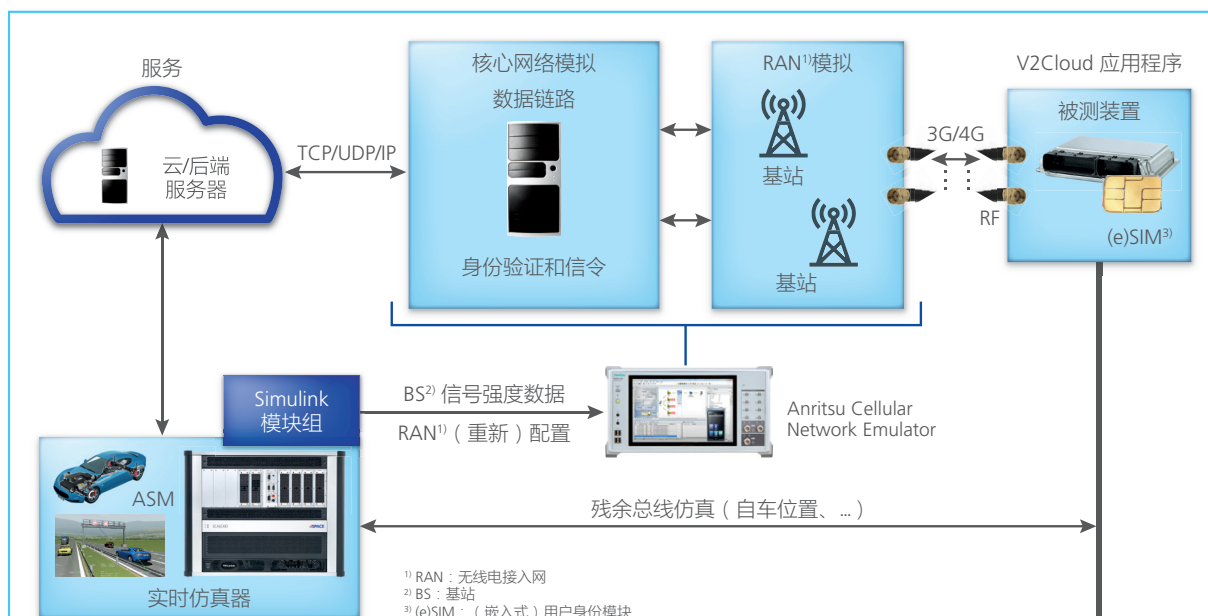 服务
云/后端
服务器
TCP/UDP/IP
核心网络模拟
数据链路
身份验证和信令
RAN¹⁾模拟
基站
基站
3G/4G
RF
V2Cloud 应用程序
被测装置
(e)SIM³⁾
Simulink
模块组
BS²⁾ 信号强度数据
RAN¹⁾（重新）配置
Anritsu Cellular
Network Emulator
ASM
dSPACE
实时仿真器
残余总线仿真（自车位置、...）
¹⁾ RAN：无线电接入网
²⁾ BS：基站
³⁾ (e)SIM：（嵌入式）用户身份模块